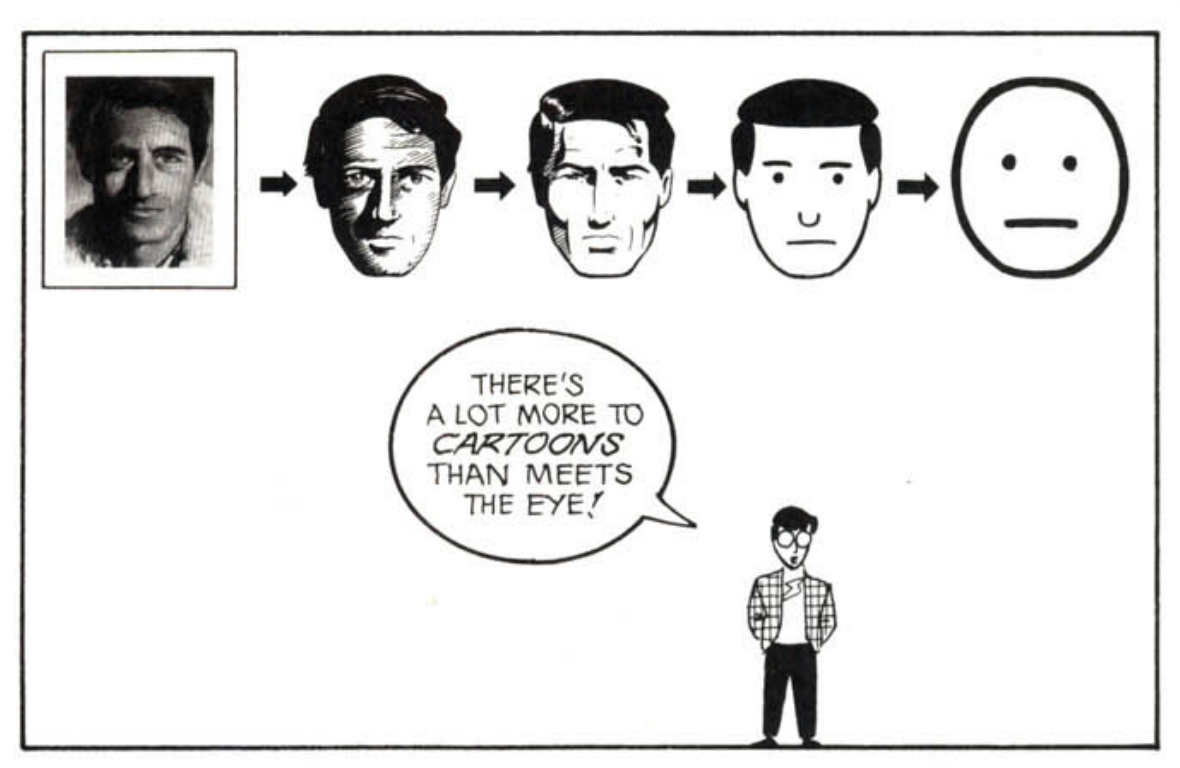 THERE'S
A LOT MORE TO
CARTOONS
THAN MEETS
THE EYE!